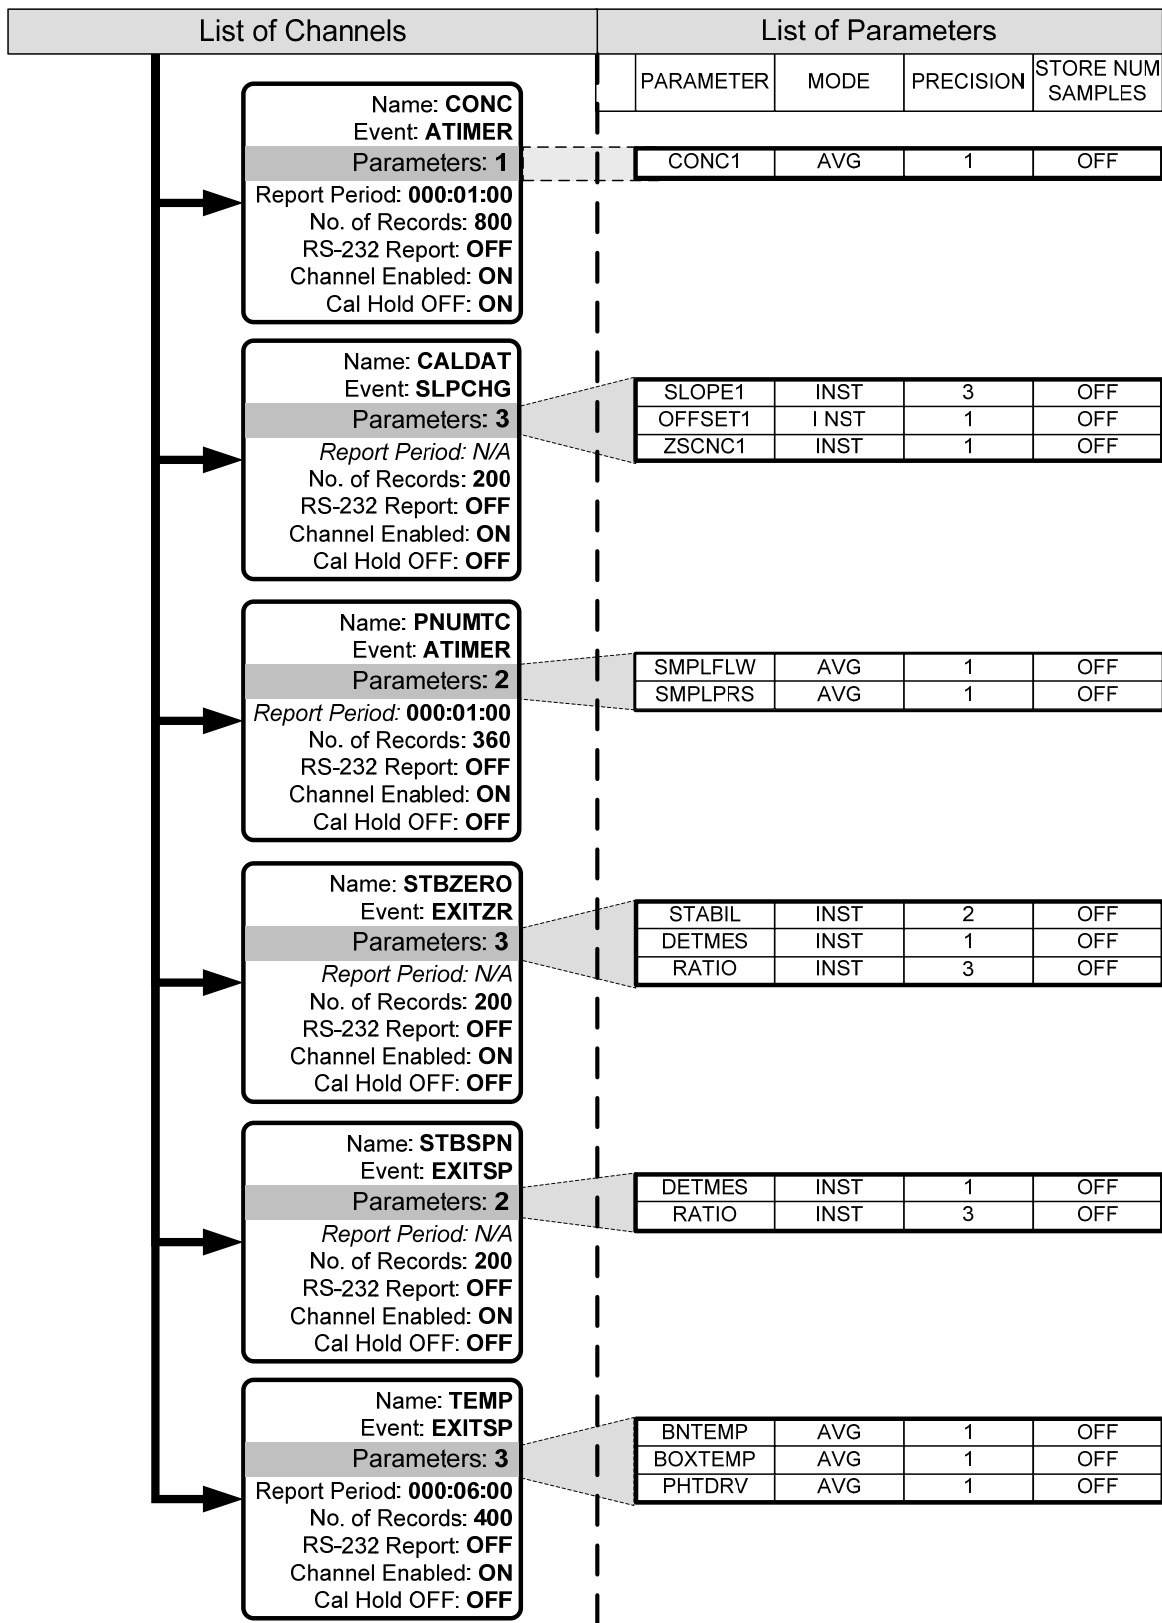 List of Channels
List of Parameters
PARAMETER MODE PRECISION STORE NUM SAMPLES
Name: CONC
Event: ATIMER
Parameters: 1
Report Period: 000:01:00
No. of Records: 800
RS-232 Report: OFF
Channel Enabled: ON
Cal Hold OFF: ON
CONC1 AVG 1 OFF
Name: CALDAT
Event: SLPCHG
Parameters: 3
Report Period: N/A
No. of Records: 200
RS-232 Report: OFF
Channel Enabled: ON
Cal Hold OFF: OFF
SLOPE1 INST 3 OFF
OFFSET1 I NST 1 OFF
ZSCNC1 INST 1 OFF
Name: PNUMTC
Event: ATIMER
Parameters: 2
Report Period: 000:01:00
No. of Records: 360
RS-232 Report: OFF
Channel Enabled: ON
Cal Hold OFF: OFF
SMPLFLW AVG 1 OFF
SMPLPRS AVG 1 OFF
Name: STBZERO
Event: EXITZR
Parameters: 3
Report Period: N/A
No. of Records: 200
RS-232 Report: OFF
Channel Enabled: ON
Cal Hold OFF: OFF
STABIL INST 2 OFF
DETMES INST 1 OFF
RATIO INST 3 OFF
Name: STBSPN
Event: EXITSP
Parameters: 2
Report Period: N/A
No. of Records: 200
RS-232 Report: OFF
Channel Enabled: ON
Cal Hold OFF: OFF
DETMES INST 1 OFF
RATIO INST 3 OFF
Name: TEMP
Event: EXITSP
Parameters: 3
Report Period: 000:06:00
No. of Records: 400
RS-232 Report: OFF
Channel Enabled: ON
Cal Hold OFF: OFF
BNTEMP AVG 1 OFF
BOXTEMP AVG 1 OFF
PHTDRV AVG 1 OFF